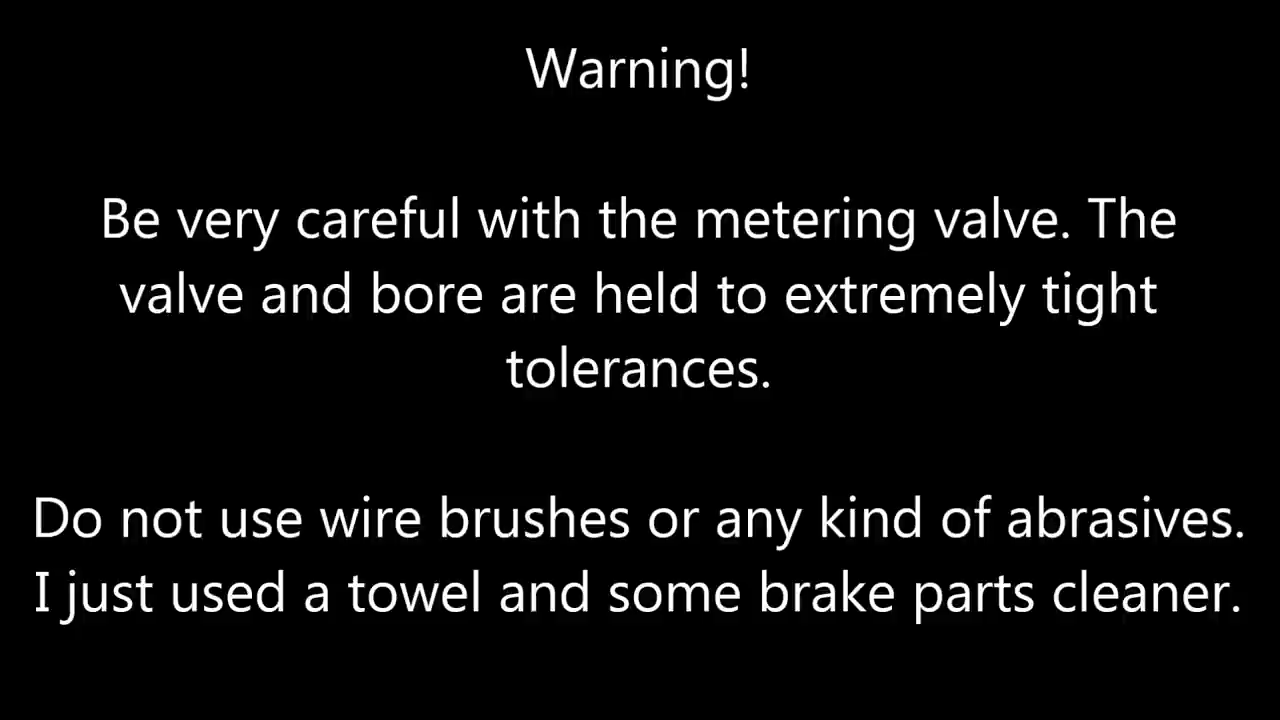 Warning!
Be very careful with the metering valve. The
valve and bore are held to extremely tight
tolerances.
Do not use wire brushes or any kind of abrasives.
I just used a towel and some brake parts cleaner.